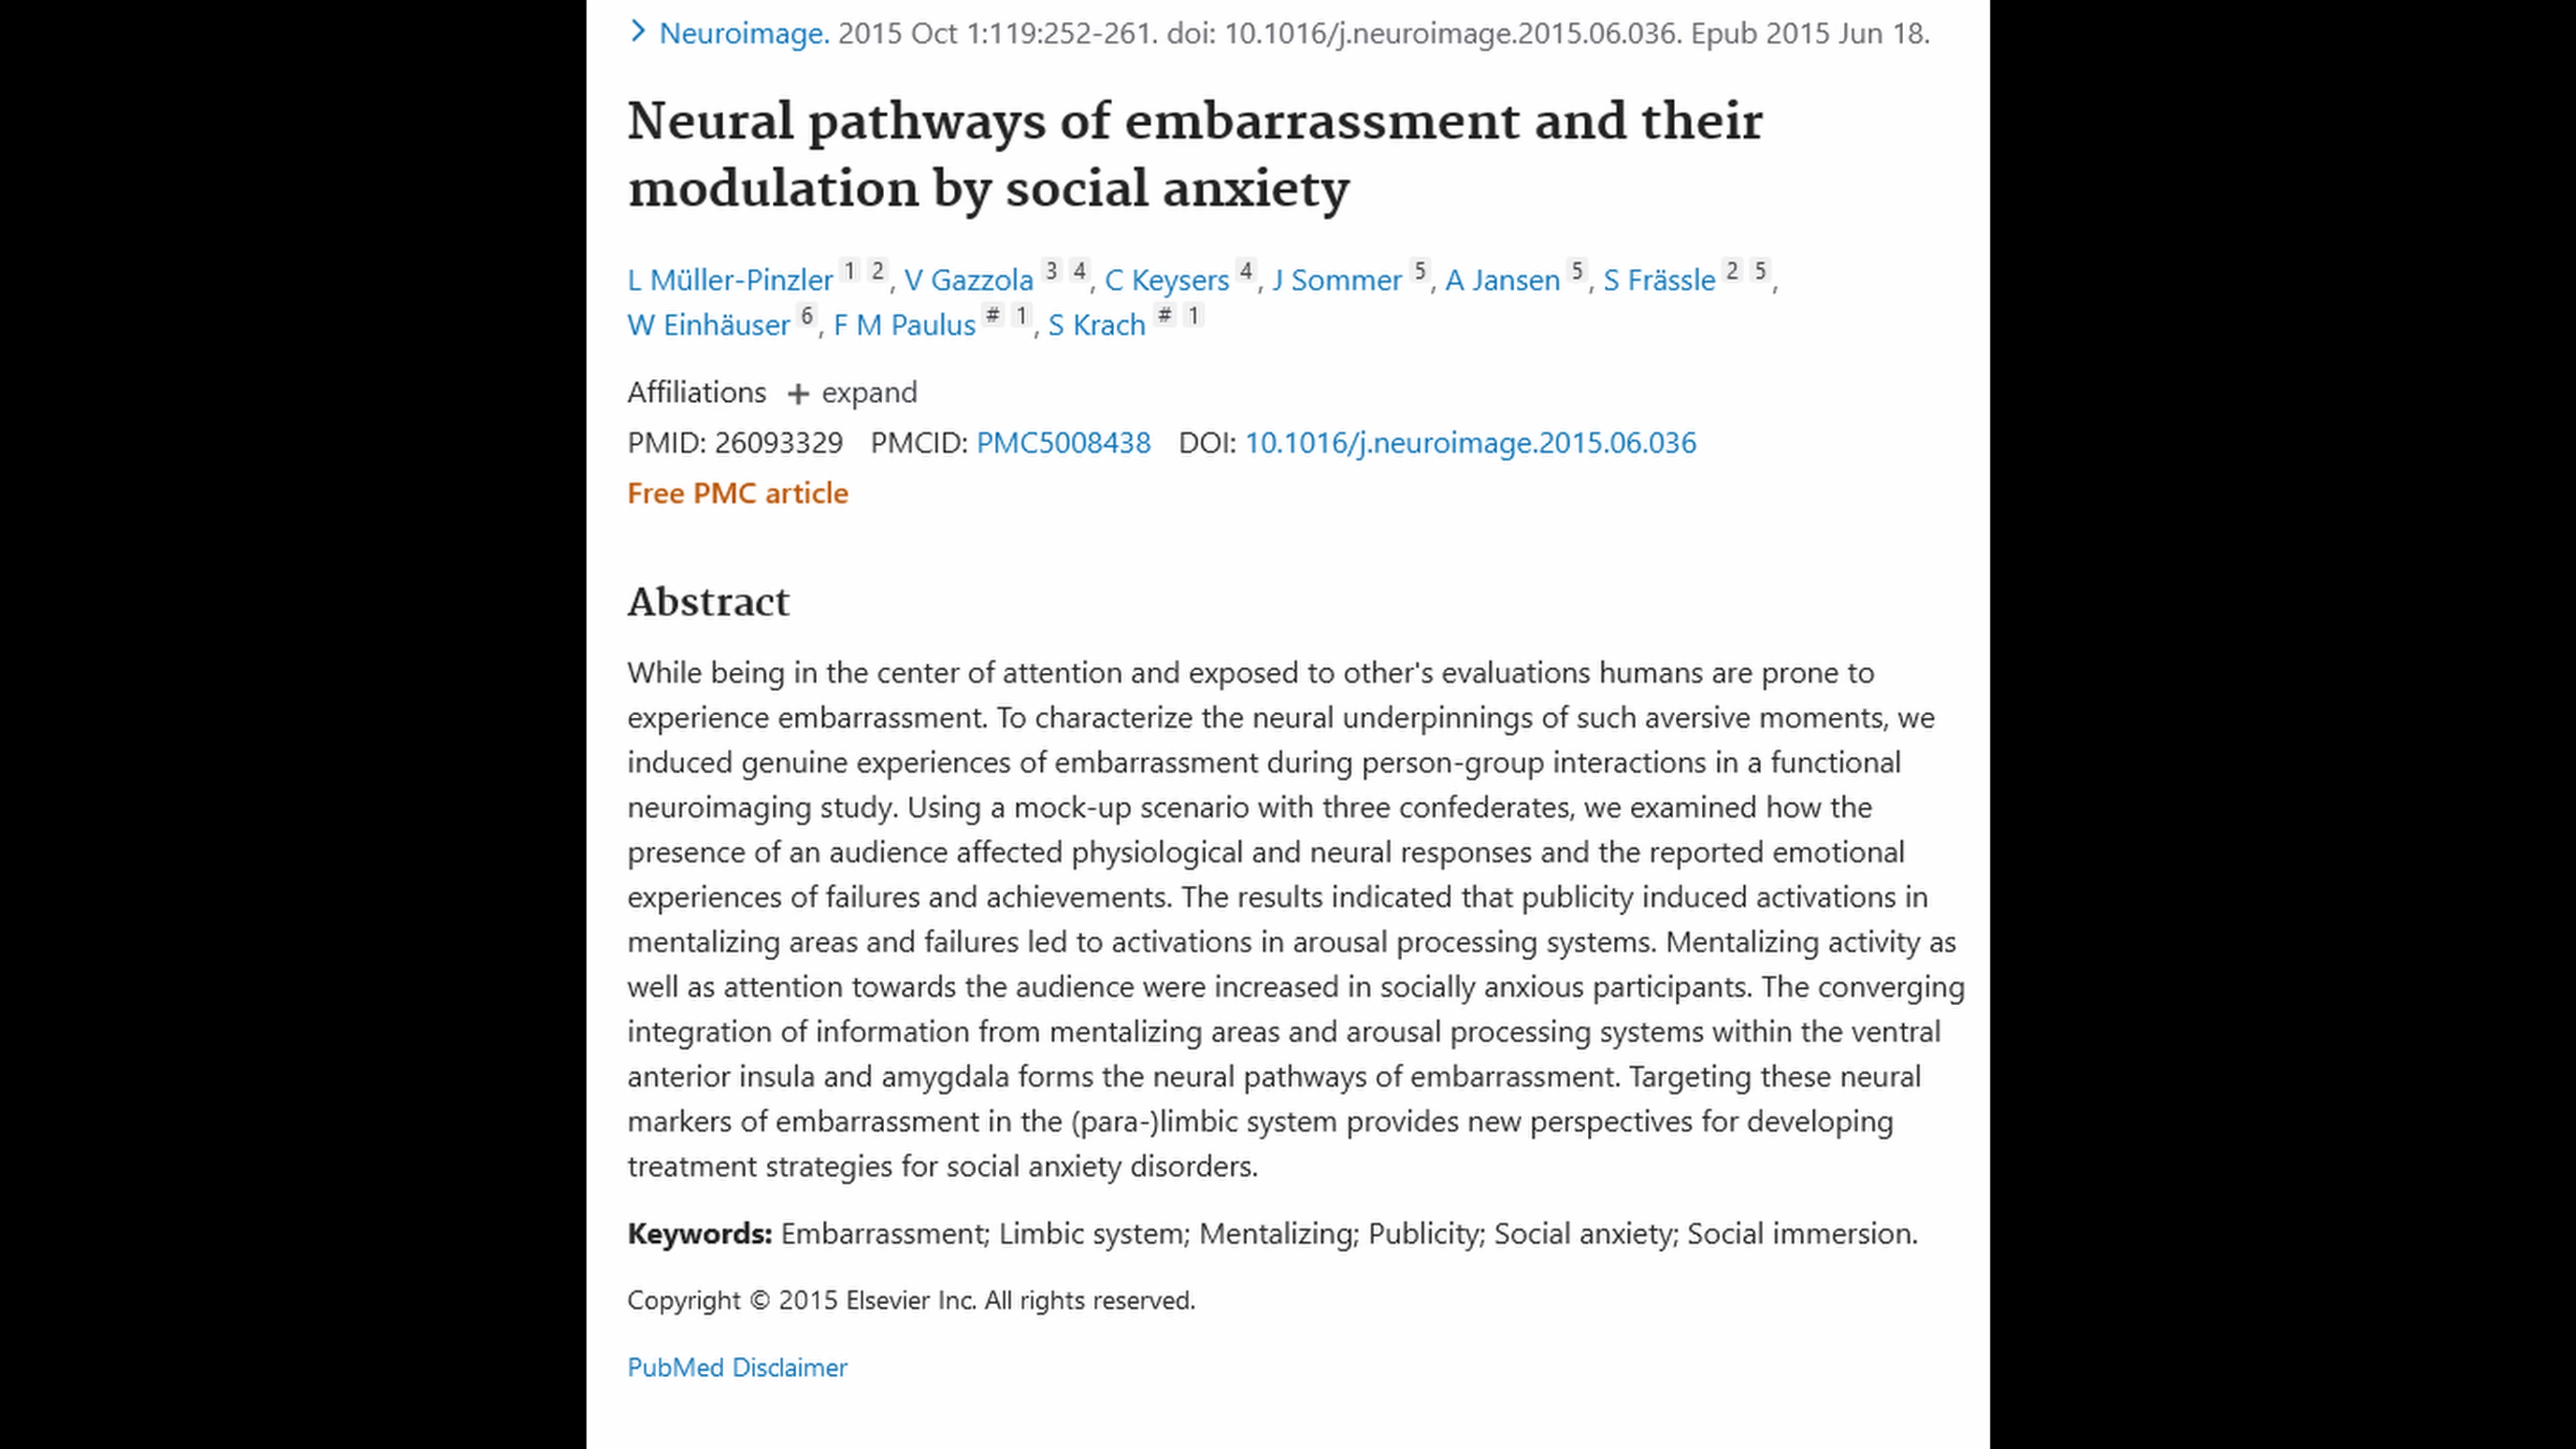 Neuroimage. 2015 Oct 1:119:252-261. doi: 10.1016/j.neuroimage.2015.06.036. Epub 2015 Jun 18.
Neural pathways of embarrassment and their
modulation by social anxiety
L Müller-Pinzler 1 2, V Gazzola 3 4, C Keysers 4, J Sommer 5, A Jansen 5, S Frässle 2 5,
W Einhäuser 6, F M Paulus # 1, S Krach # 1
Affiliations + expand
PMID: 26093329 PMCID: PMC5008438 DOI: 10.1016/j.neuroimage.2015.06.036
Free PMC article
Abstract
While being in the center of attention and exposed to other's evaluations humans are prone to
experience embarrassment. To characterize the neural underpinnings of such aversive moments, we
induced genuine experiences of embarrassment during person-group interactions in a functional
neuroimaging study. Using a mock-up scenario with three confederates, we examined how the
presence of an audience affected physiological and neural responses and the reported emotional
experiences of failures and achievements. The results indicated that publicity induced activations in
mentalizing areas and failures led to activations in arousal processing systems. Mentalizing activity as
well as attention towards the audience were increased in socially anxious participants. The converging
integration of information from mentalizing areas and arousal processing systems within the ventral
anterior insula and amygdala forms the neural pathways of embarrassment. Targeting these neural
markers of embarrassment in the (para-)limbic system provides new perspectives for developing
treatment strategies for social anxiety disorders.
Keywords: Embarrassment; Limbic system; Mentalizing; Publicity; Social anxiety; Social immersion.
Copyright © 2015 Elsevier Inc. All rights reserved.
PubMed Disclaimer